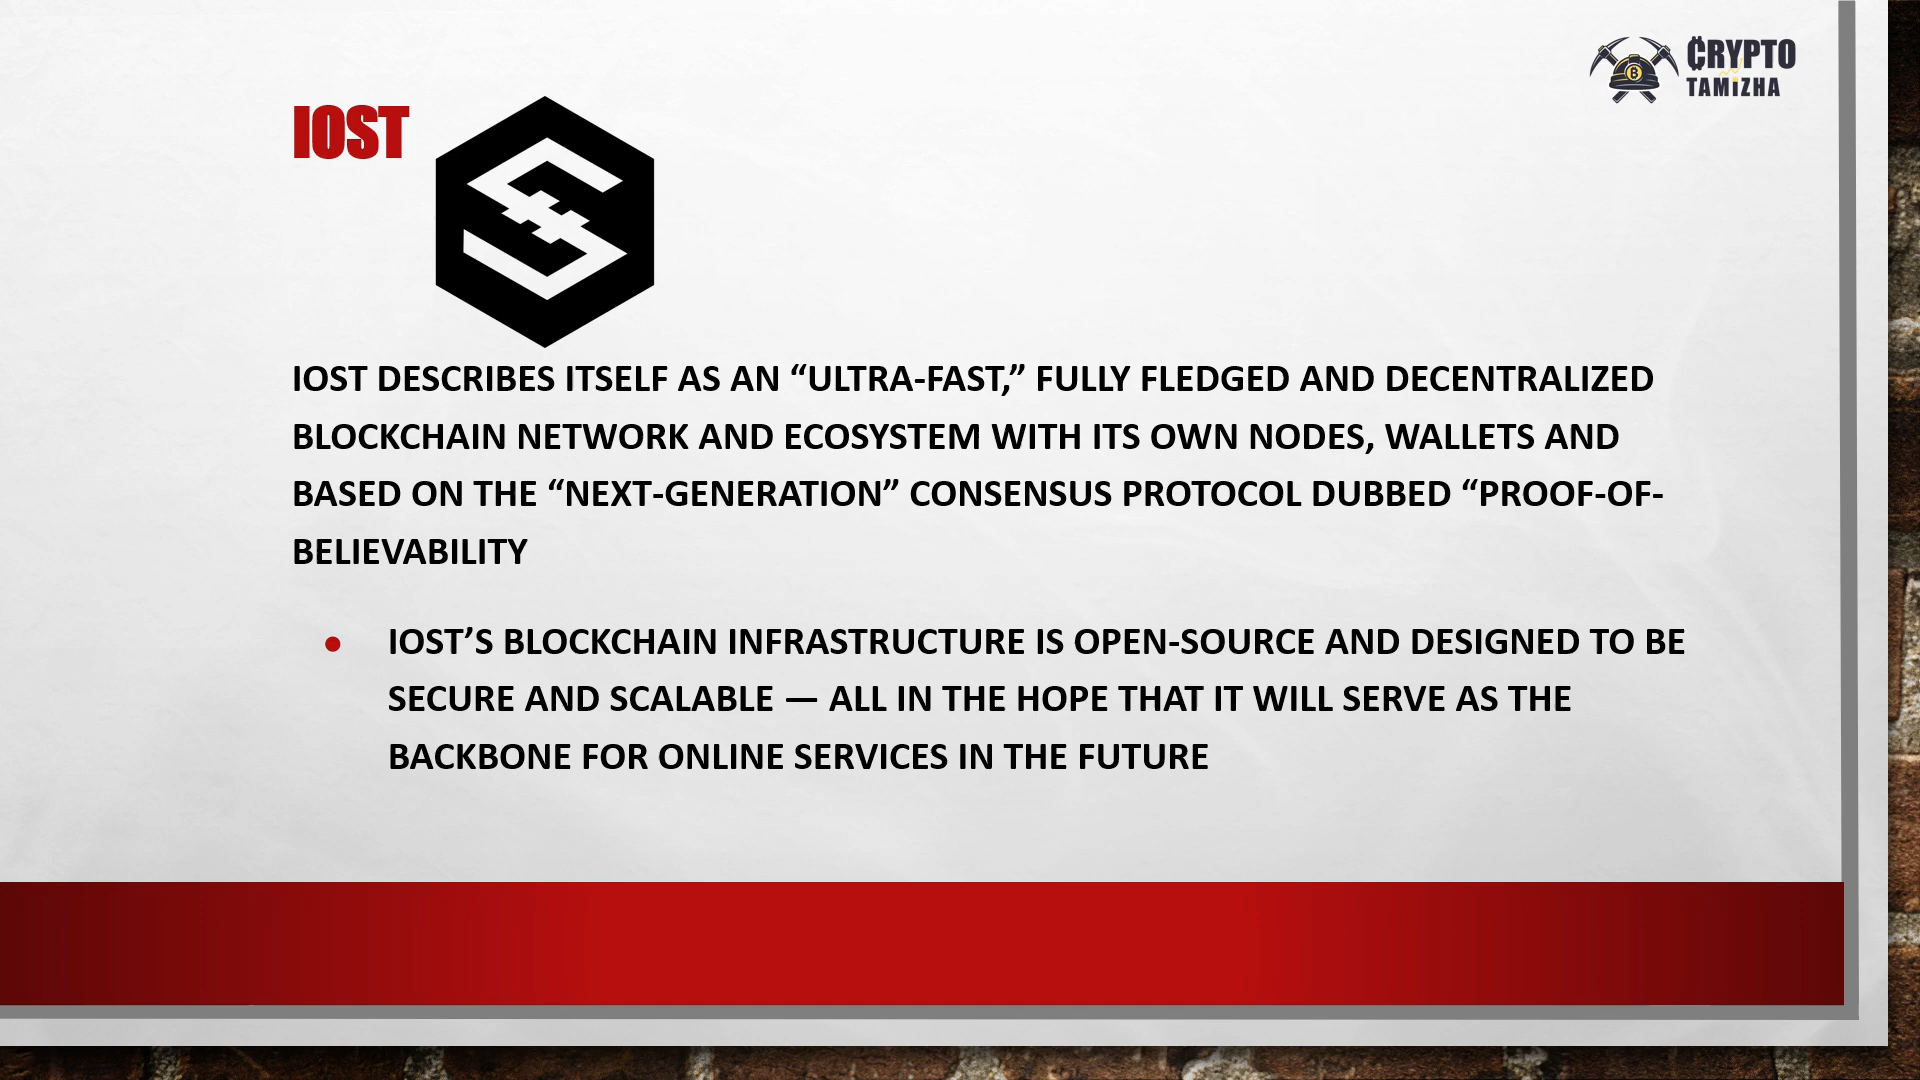 CRYPTO
TAMIZHA
IOST
IOST DESCRIBES ITSELF AS AN “ULTRA-FAST,” FULLY FLEDGED AND DECENTRALIZED
BLOCKCHAIN NETWORK AND ECOSYSTEM WITH ITS OWN NODES, WALLETS AND
BASED ON THE “NEXT-GENERATION” CONSENSUS PROTOCOL DUBBED “PROOF-OF-
BELIEVABILITY
• IOST’S BLOCKCHAIN INFRASTRUCTURE IS OPEN-SOURCE AND DESIGNED TO BE
SECURE AND SCALABLE — ALL IN THE HOPE THAT IT WILL SERVE AS THE
BACKBONE FOR ONLINE SERVICES IN THE FUTURE